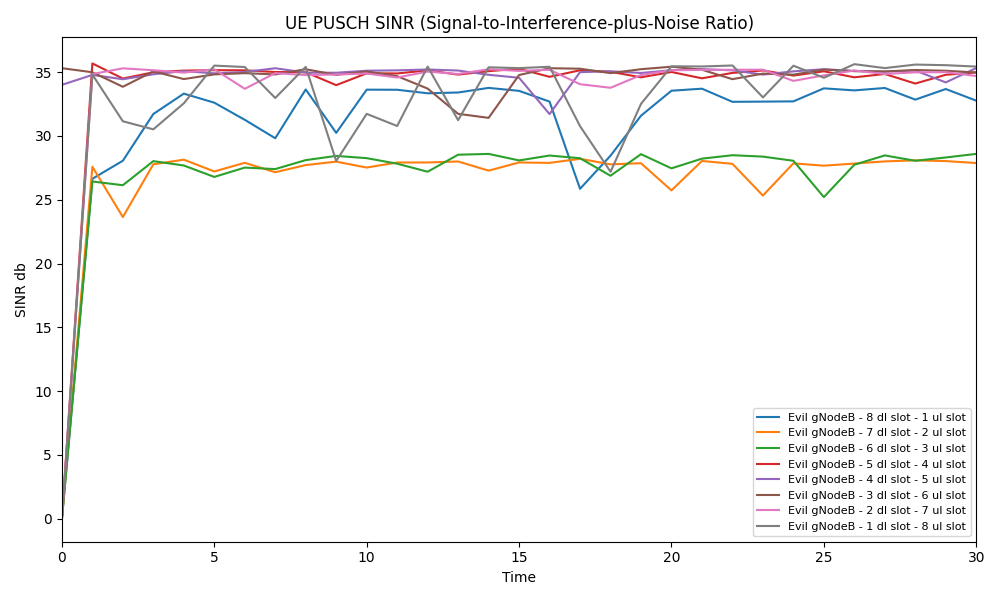 UE PUSCH SINR (Signal-to-Interference-plus-Noise Ratio)
SINR db
35
30
25
20
15
10
5
0
0 5 10 15 20 25 30
Time
Evil gNodeB - 8 dl slot - 1 ul slot
Evil gNodeB - 7 dl slot - 2 ul slot
Evil gNodeB - 6 dl slot - 3 ul slot
Evil gNodeB - 5 dl slot - 4 ul slot
Evil gNodeB - 4 dl slot - 5 ul slot
Evil gNodeB - 3 dl slot - 6 ul slot
Evil gNodeB - 2 dl slot - 7 ul slot
Evil gNodeB - 1 dl slot - 8 ul slot